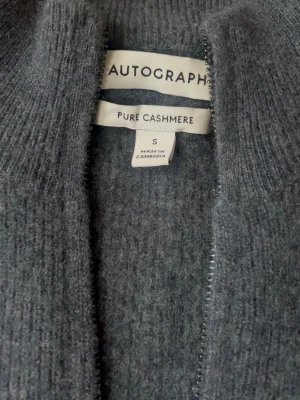 AUTOGRAPH
PURE CASHMERE
S
MADE IN
CAMBODIA